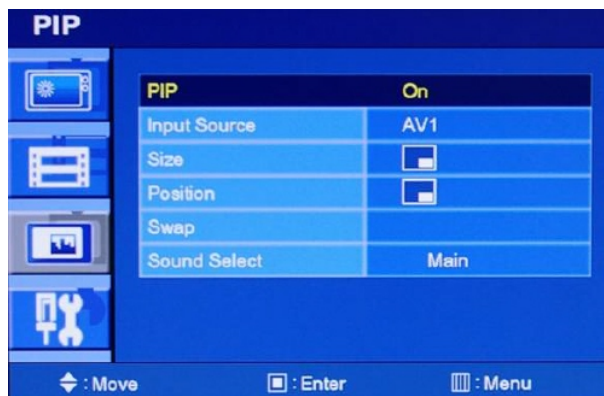 PIP
PIP On
Input Source AV1
Size
Position
Swap
Sound Select Main
: Move : Enter : Menu